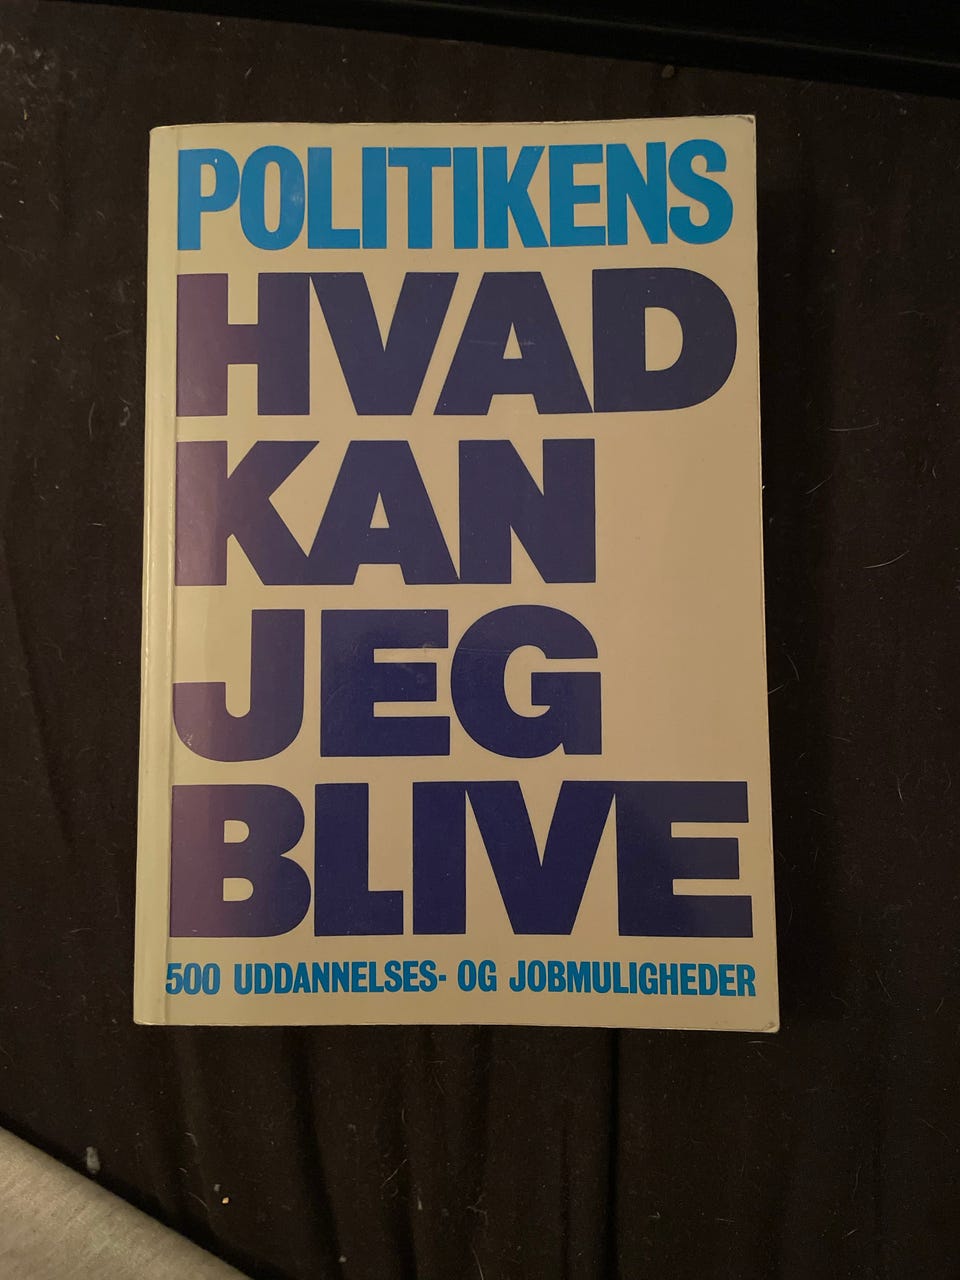 POLITIKENS
HVAD
KAN
JEG
BLIVE
500 UDDANNELSES- OG JOBMULIGHEDER